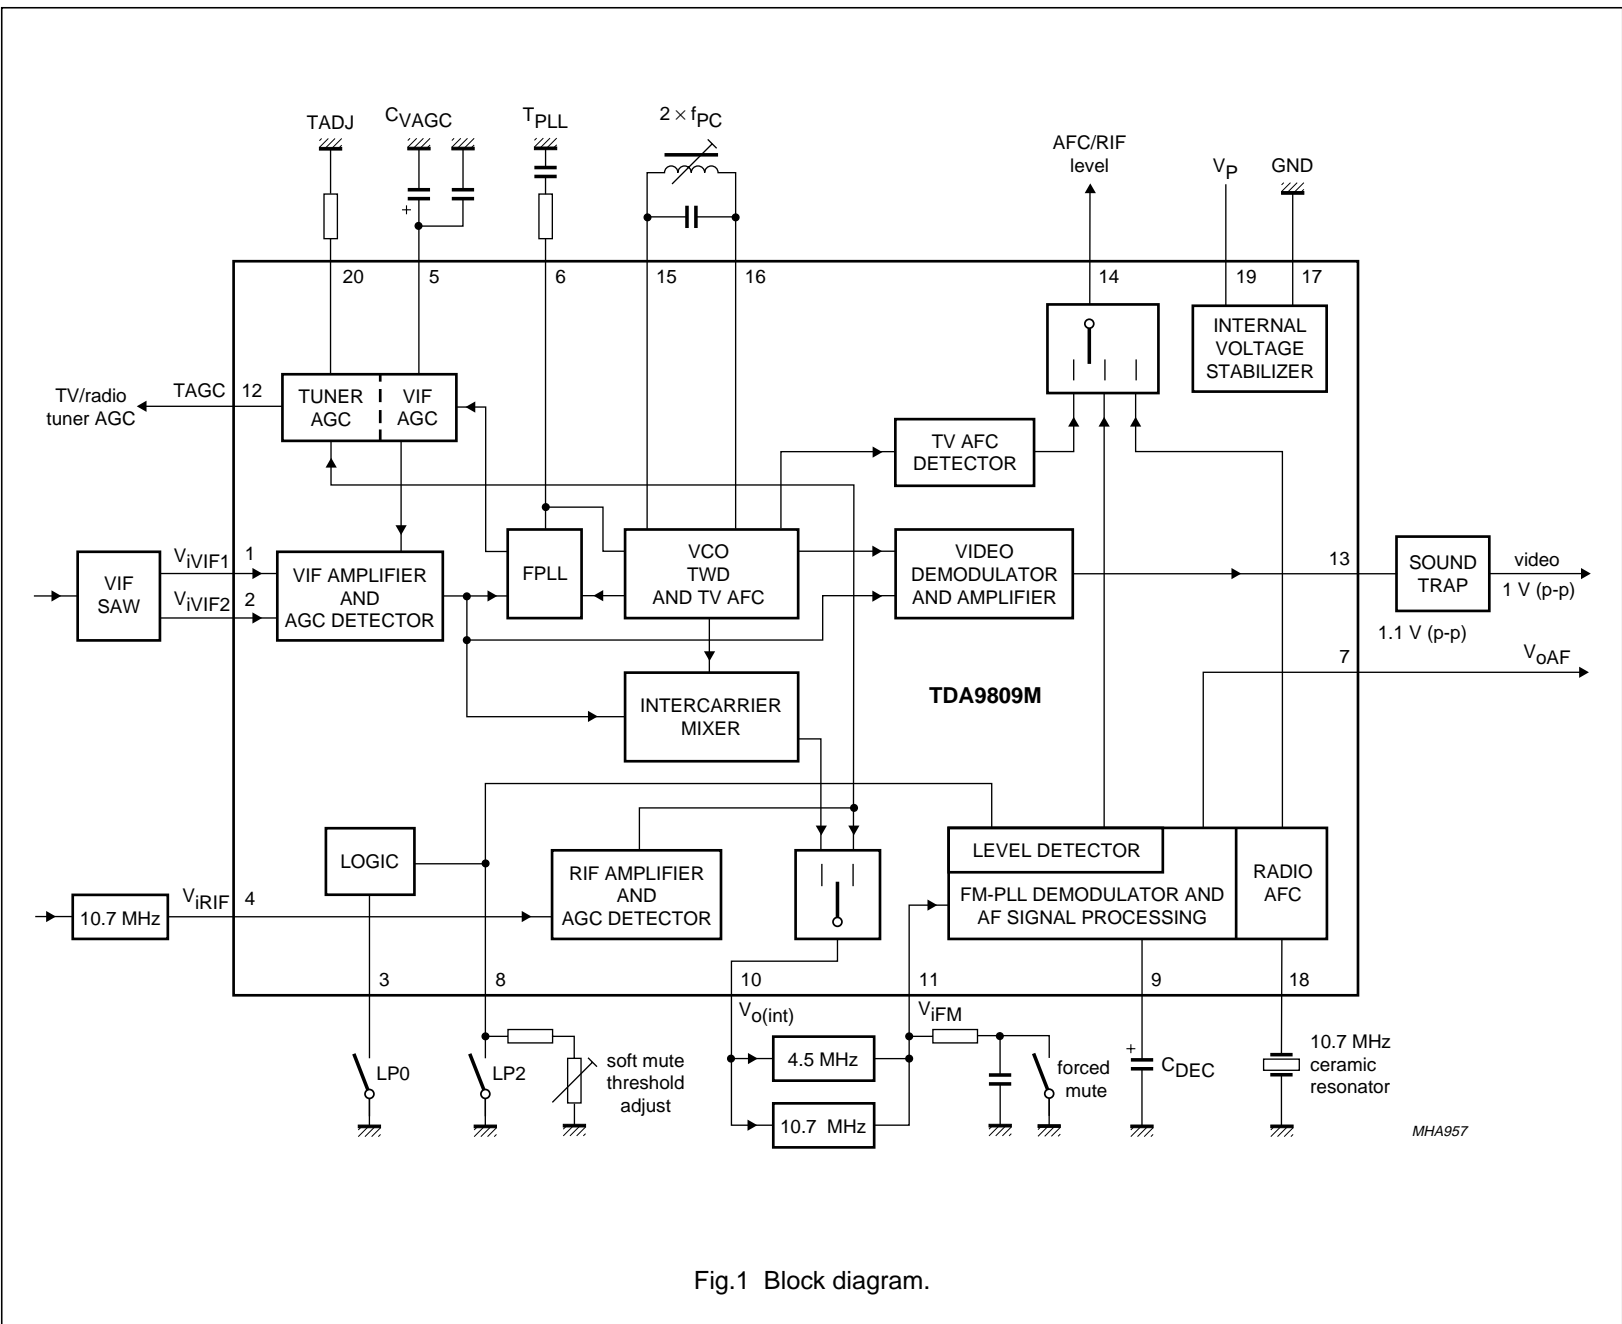 TADJ
CVAGC
TPLL
2 × fPC
AFC/RIF
level
VP
GND
+
20
5
6
15
16
14
19
17
INTERNAL
VOLTAGE
STABILIZER
TV/radio
tuner AGC
TAGC
12
TUNER
AGC
VIF
AGC
TV AFC
DETECTOR
VIF
SAW
ViVIF1
1
ViVIF2
2
VIF AMPLIFIER
AND
AGC DETECTOR
FPLL
VCO
TWD
AND TV AFC
VIDEO
DEMODULATOR
AND AMPLIFIER
13
SOUND
TRAP
video
1 V (p-p)
1.1 V (p-p)
7
VoAF
INTERCARRIER
MIXER
TDA9809M
LOGIC
RIF AMPLIFIER
AND
AGC DETECTOR
LEVEL DETECTOR
FM-PLL DEMODULATOR AND
AF SIGNAL PROCESSING
RADIO
AFC
10.7 MHz
ViRIF
4
3
8
10
11
9
18
Vo(int)
ViFM
LP0
LP2
soft mute
threshold
adjust
4.5 MHz
10.7 MHz
forced
mute
+
CDEC
10.7 MHz
ceramic
resonator
MHA957
Fig.1 Block diagram.